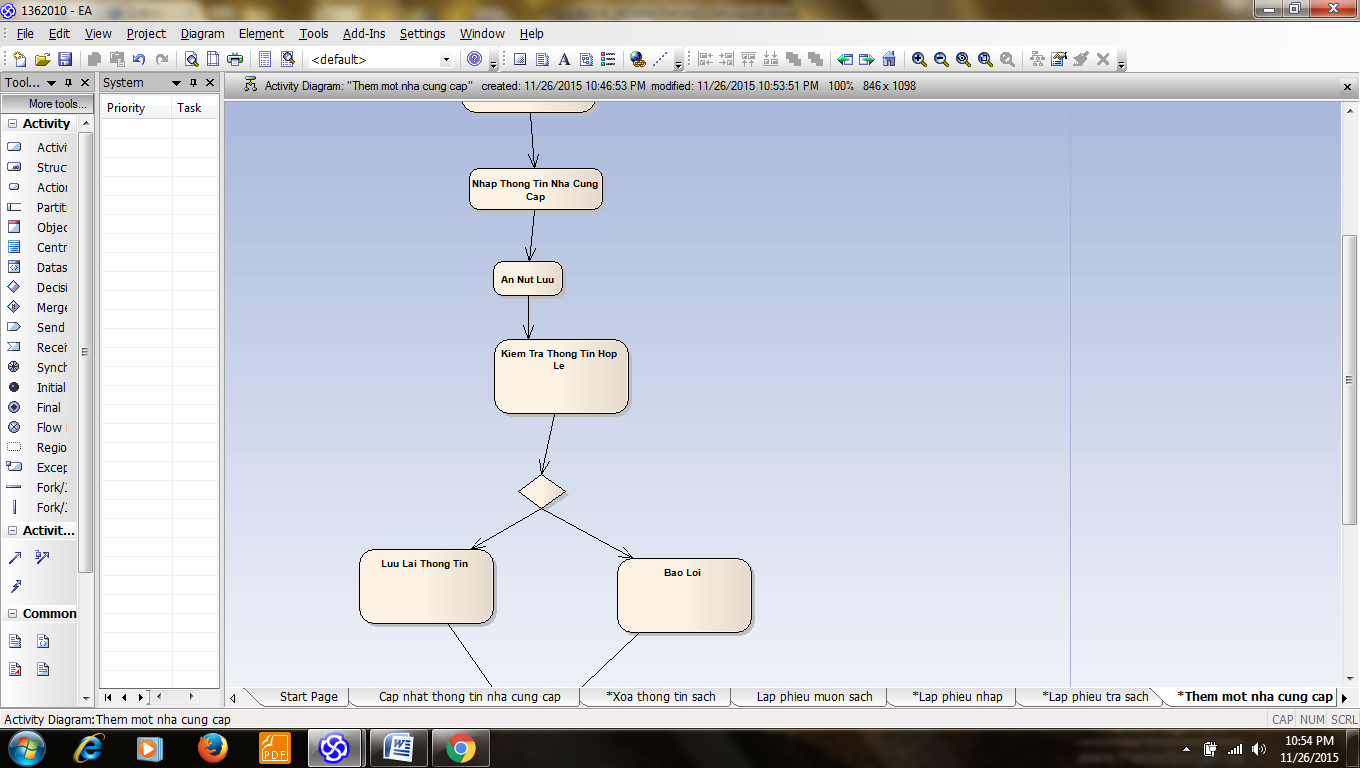 1362010 - EA
File Edit View Project Diagram Element Tools Add-Ins Settings Window Help
<default>
Tool...
System
Activity Diagram: "Them mot nha cung cap" created: 11/26/2015 10:46:53 PM modified: 11/26/2015 10:53:51 PM 100% 846 x 1098
More tools...
Priority Task
Activity
Activi
Struc
Action
Partiti
Objec
Centr
Datas
Decisi
Merge
Send
Recei
Synch
Initial
Final
Flow
Regio
Excep
Fork/J
Fork/J
Activit...
Common
Nhap Thong Tin Nha Cung
Cap
An Nut Luu
Kiem Tra Thong Tin Hop
Le
Luu Lai Thong Tin
Bao Loi
Start Page Cap nhat thong tin nha cung cap *Xoa thong tin sach Lap phieu muon sach *Lap phieu nhap *Lap phieu tra sach *Them mot nha cung cap
Activity Diagram:Them mot nha cung cap
CAP NUM SCRL
PDF
10:54 PM
11/26/2015